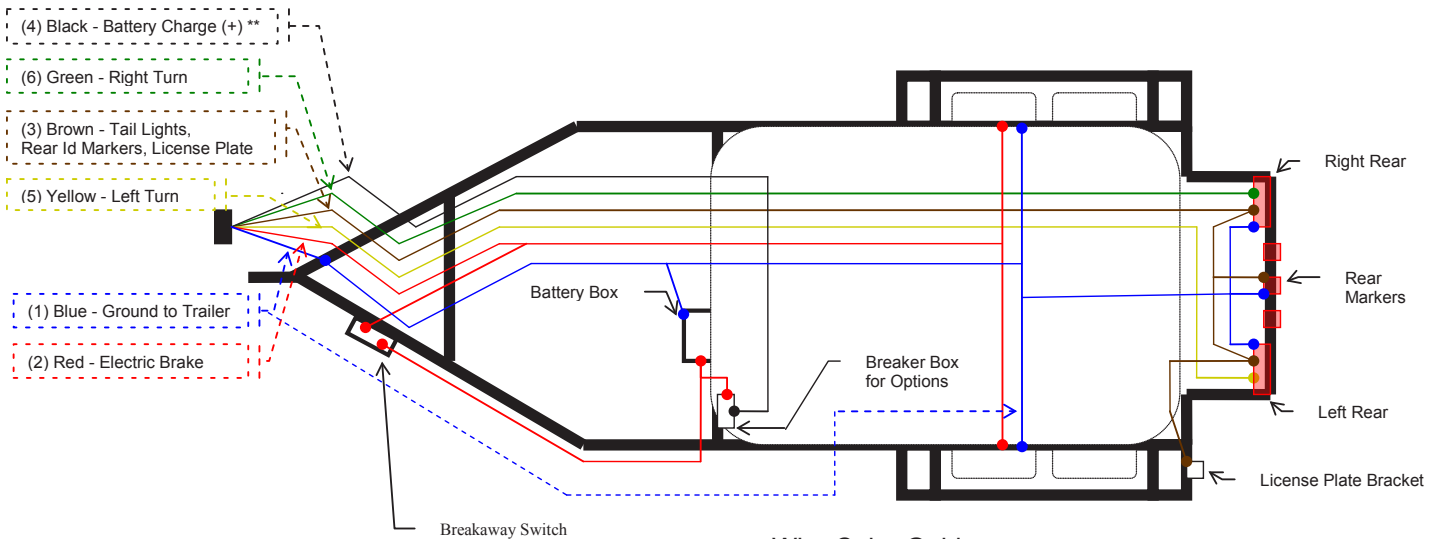 (4) Black - Battery Charge (+) **
(6) Green - Right Turn
(3) Brown - Tail Lights,
Rear Id Markers, License Plate
(5) Yellow - Left Turn
(1) Blue - Ground to Trailer
(2) Red - Electric Brake
Battery Box
Breaker Box
for Options
Breakaway Switch
Right Rear
Rear
Markers
Left Rear
License Plate Bracket